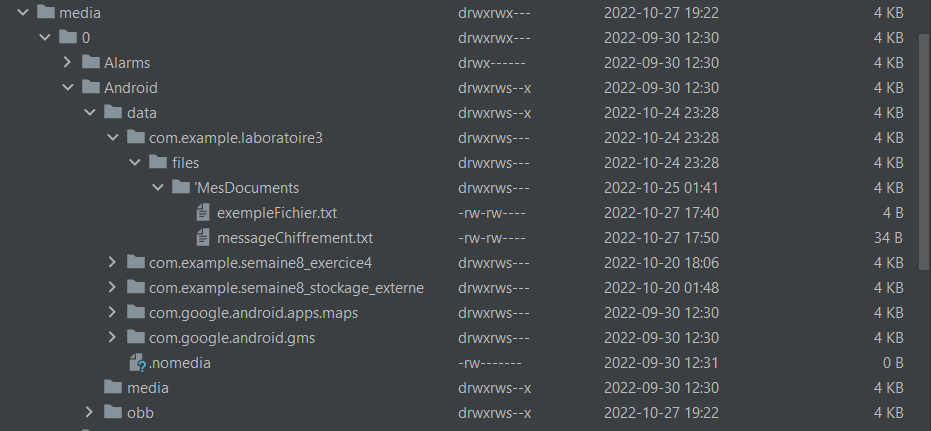 media drwxrwx--- 2022-10-27 19:22 4 KB
0 drwxrwx--- 2022-09-30 12:30 4 KB
Alarms drwx------ 2022-09-30 12:30 4 KB
Android drwxrws--x 2022-09-30 12:30 4 KB
data drwxrws--x 2022-10-24 23:28 4 KB
com.example.laboratoire3 drwxrws--- 2022-10-24 23:28 4 KB
files drwxrws--- 2022-10-24 23:28 4 KB
'MesDocuments drwxrws--- 2022-10-25 01:41 4 KB
exempleFichier.txt -rw-rw---- 2022-10-27 17:40 4 B
messageChiffrement.txt -rw-rw---- 2022-10-27 17:50 34 B
com.example.semaine8_exercice4 drwxrws--- 2022-10-20 18:06 4 KB
com.example.semaine8_stockage_externe drwxrws--- 2022-10-20 01:48 4 KB
com.google.android.apps.maps drwxrws--- 2022-09-30 12:30 4 KB
com.google.android.gms drwxrws--- 2022-09-30 12:30 4 KB
.nomedia -rw------- 2022-09-30 12:31 0 B
media drwxrws--x 2022-09-30 12:30 4 KB
obb drwxrws--x 2022-10-27 19:22 4 KB